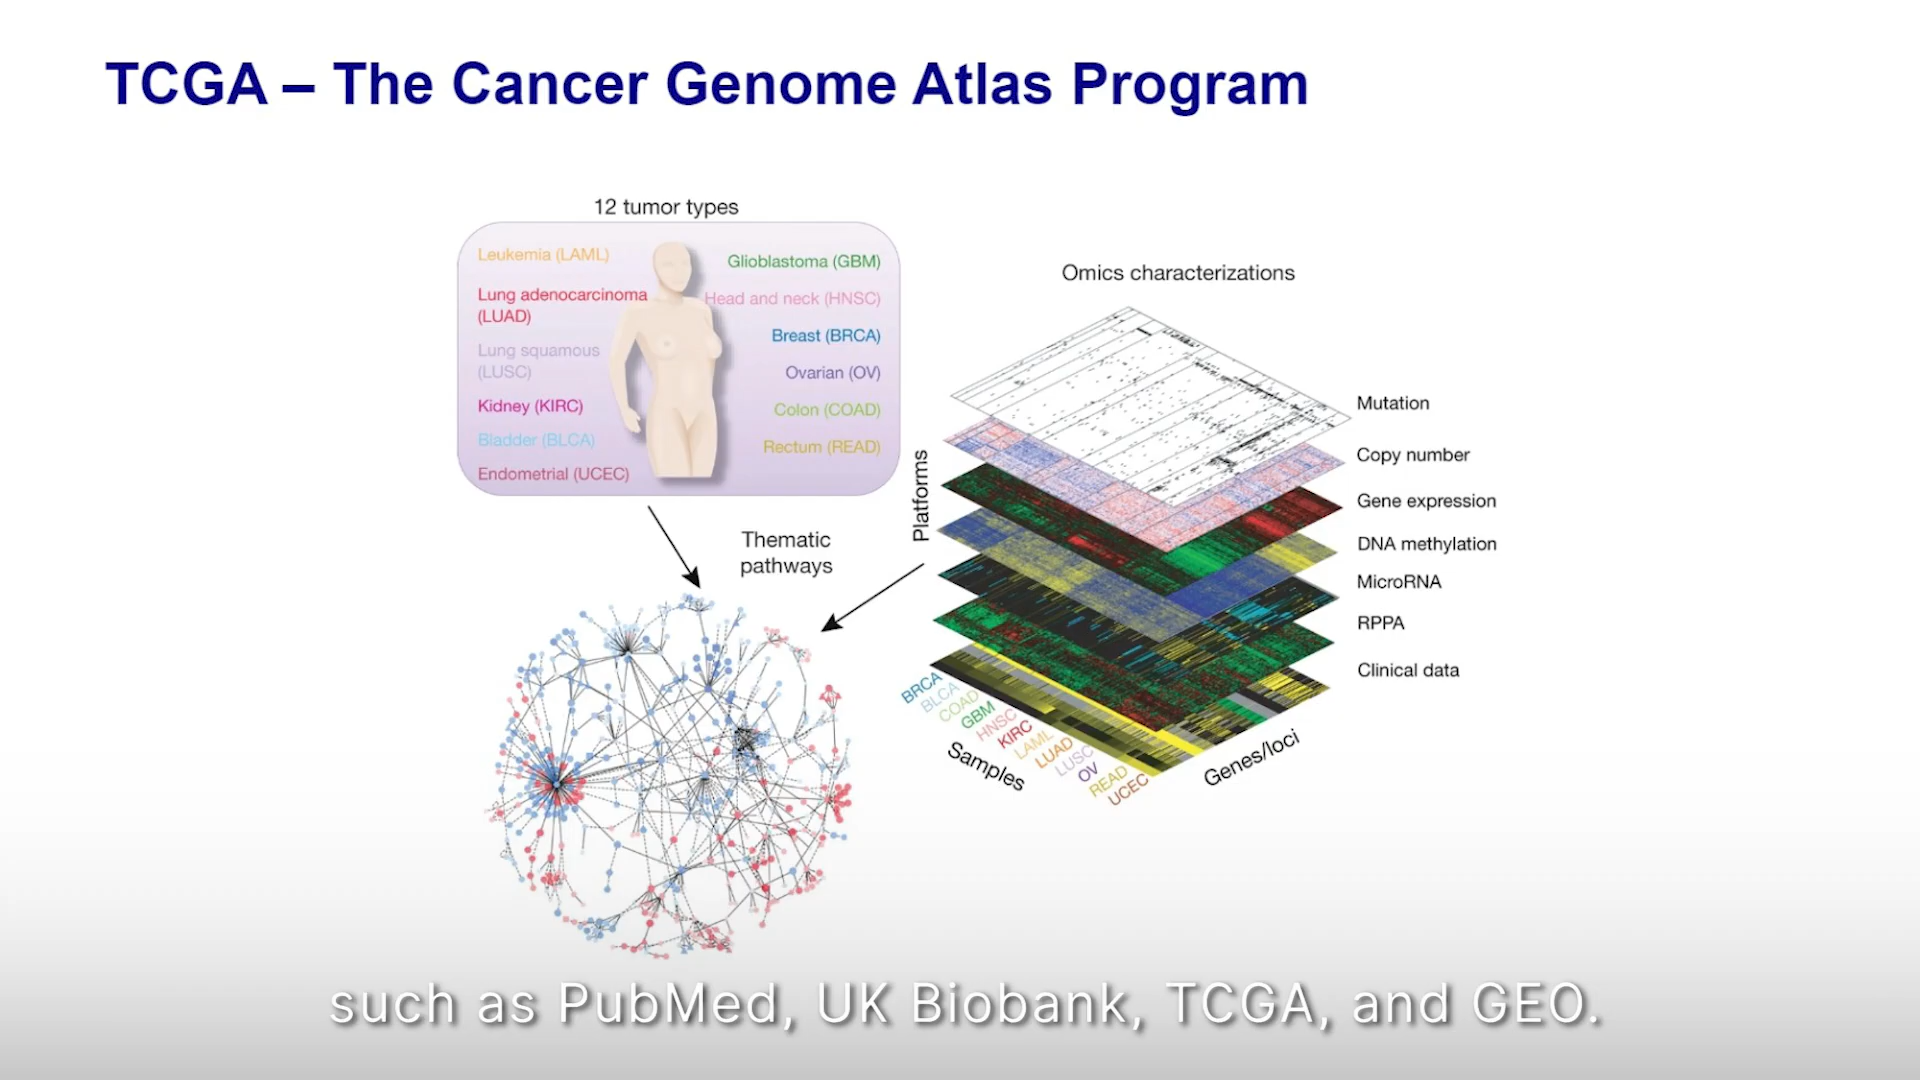 TCGA – The Cancer Genome Atlas Program
12 tumor types
Leukemia (LAML)
Lung adenocarcinoma
(LUAD)
Lung squamous
(LUSC)
Kidney (KIRC)
Bladder (BLCA)
Endometrial (UCEC)
Glioblastoma (GBM)
Head and neck (HNSC)
Breast (BRCA)
Ovarian (OV)
Colon (COAD)
Rectum (READ)
Thematic
pathways
Omics characterizations
Platforms
Mutation
Copy number
Gene expression
DNA methylation
MicroRNA
RPPA
Clinical data
BRCA
BLCA
COAD
GBM
HNSC
KIRC
LAML
LUAD
LUSC
OV
READ
UCEC
Samples
Genes/loci
such as PubMed, UK Biobank, TCGA, and GEO.